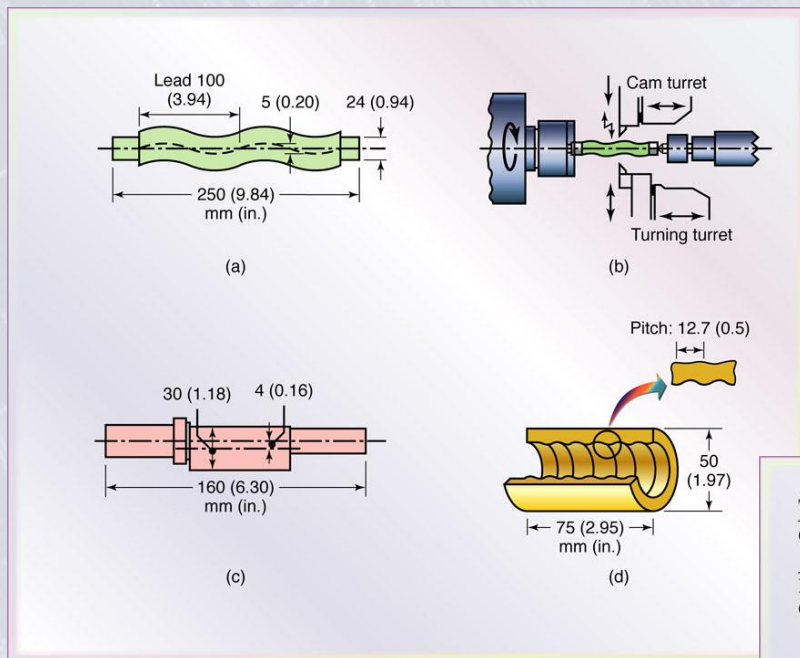 Lead 100
(3.94)
5 (0.20)
24 (0.94)
250 (9.84)
mm (in.)
(a)
Cam turret
Turning turret
(b)
30 (1.18)
4 (0.16)
160 (6.30)
mm (in.)
(c)
Pitch: 12.7 (0.5)
50
(1.97)
75 (2.95)
mm (in.)
(d)